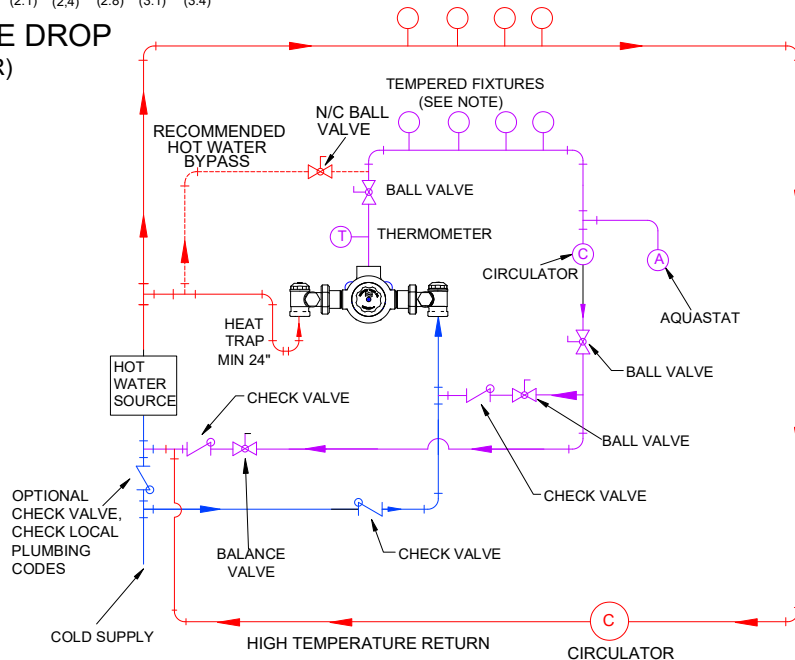 (2.1) (2,4) (2.8) (3.1) (3.4)
E DROP
R)
TEMPERED FIXTURES
(SEE NOTE)
N/C BALL
VALVE
RECOMMENDED
HOT WATER
BYPASS
BALL VALVE
T
THERMOMETER
C
CIRCULATOR
A
AQUASTAT
HEAT
TRAP
MIN 24"
BALL VALVE
HOT
WATER
SOURCE
CHECK VALVE
BALL VALVE
CHECK VALVE
OPTIONAL
CHECK VALVE,
CHECK LOCAL
PLUMBING
CODES
BALANCE
VALVE
CHECK VALVE
COLD SUPPLY
HIGH TEMPERATURE RETURN
C
CIRCULATOR